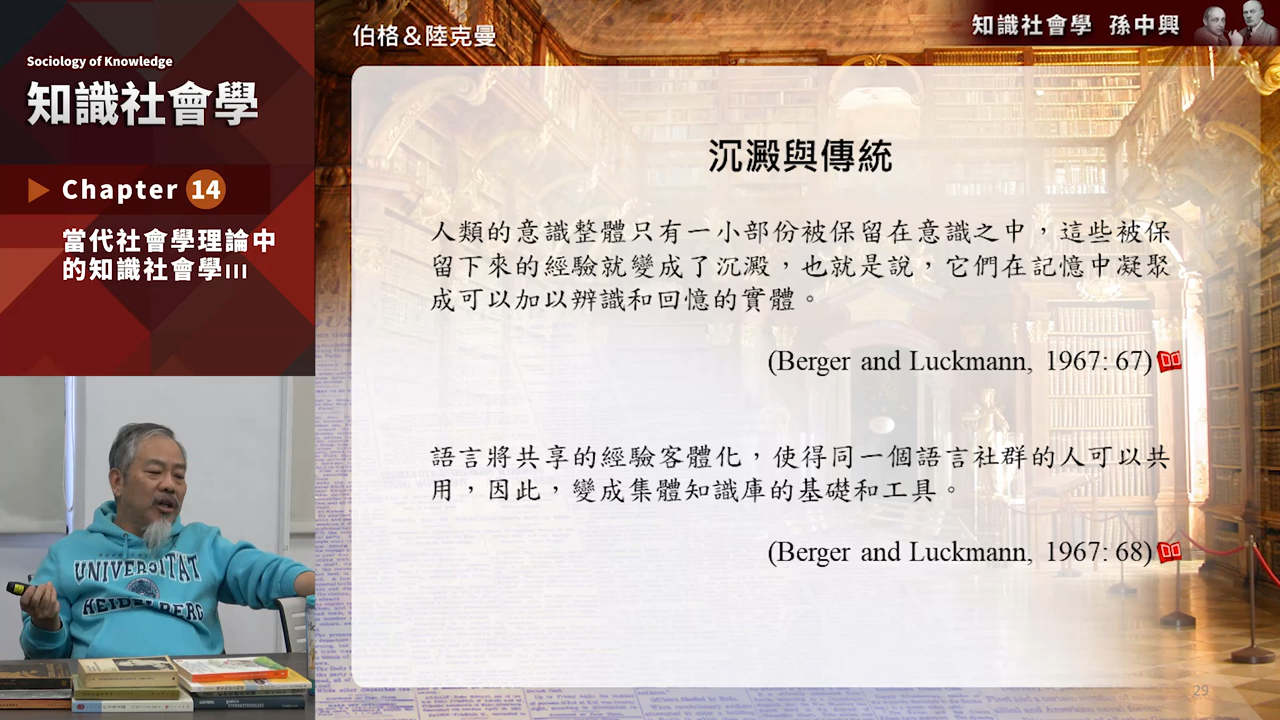 Sociology of Knowledge
知識社會學
Chapter 14
當代社會學理論中
的知識社會學III
伯格＆陸克曼
知識社會學 孫中興
沉澱與傳統
人類的意識整體只有一小部份被保留在意識之中，這些被保
留下來的經驗就變成了沉澱，也就是說，它們在記憶中凝聚
成可以加以辨識和回憶的實體。
(Berger and Luckmann, 1967: 67)
語言將共享的經驗客體化，使得同一個語言社群的人可以共
用，因此，變成集體知識庫的基礎和工具。
(Berger and Luckmann, 1967: 68)
29
UNIVERSITÄT
HEIDELBERG